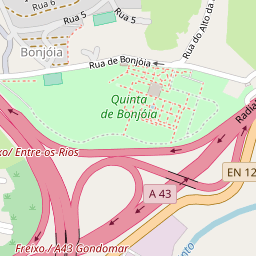 Rua 5
Rua 5
Rua 6
Bonjóia
Rua do Alto da
Rua de Bonjóia
Quinta
de Bonjóia
Radia
xo/ Entre-os-Rios
EN 12
A 43
Freixo / A43 Gondomar
nto